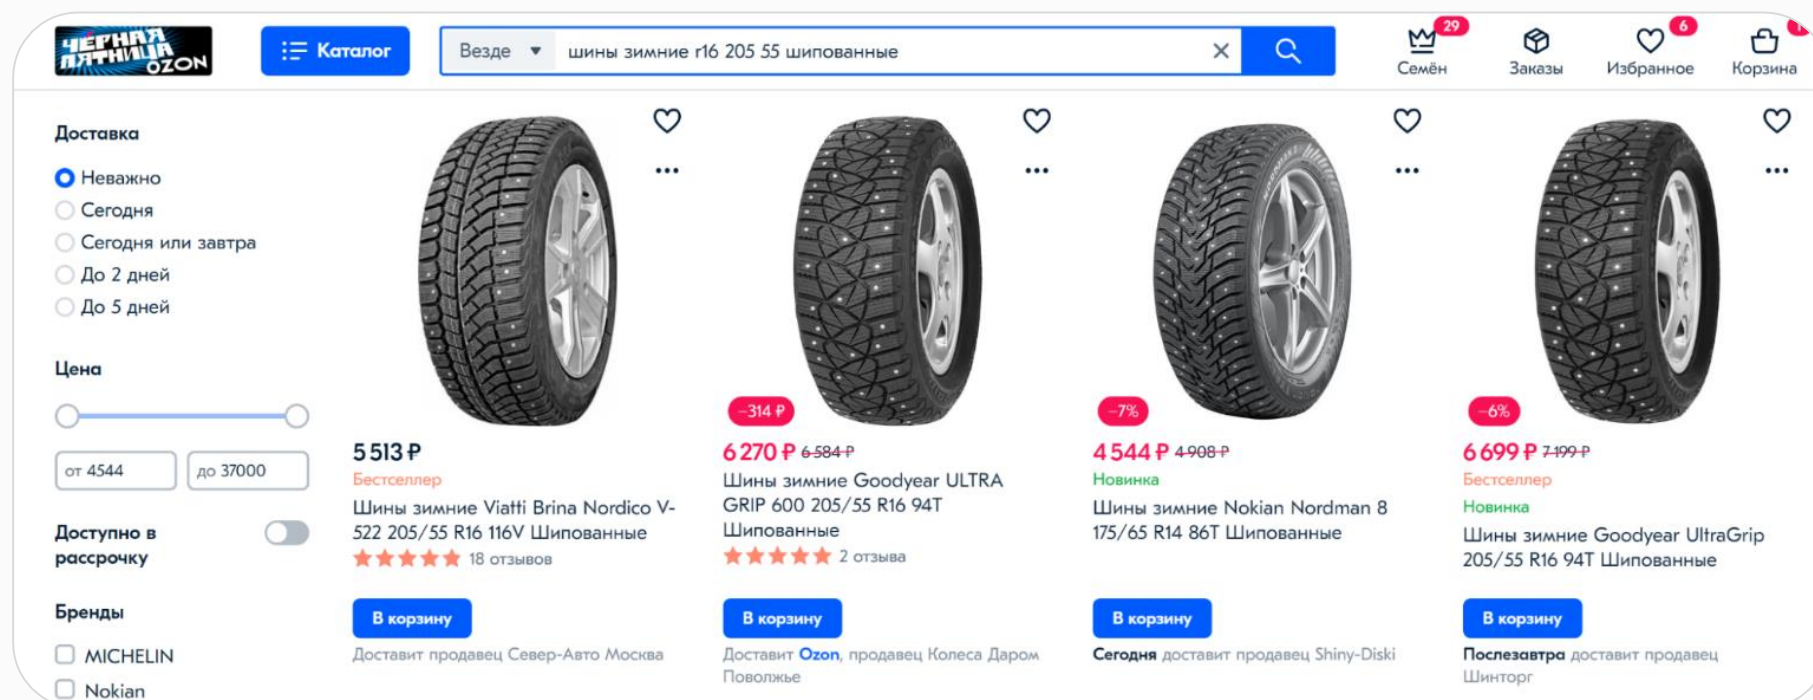 ЧЁРНАЯ
ПЯТНИЦА
OZON
Каталог
Везде
шины зимние r16 205 55 шипованные
29
Семён
Заказы
6
Избранное
Корзина
Доставка
Неважно
Сегодня
Сегодня или завтра
До 2 дней
До 5 дней
Цена
от 4544
до 37000
Доступно в
рассрочку
Бренды
MICHELIN
Nokian
5 513 ₽
Бестселлер
Шины зимние Viatti Brina Nordico V-
522 205/55 R16 116V Шипованные
18 отзывов
В корзину
Доставит продавец Север-Авто Москва
−314 ₽
6 270 ₽ 6 584 ₽
Шины зимние Goodyear ULTRA
GRIP 600 205/55 R16 94T
Шипованные
2 отзыва
В корзину
Доставит Ozon, продавец Колеса Даром
Поволжье
−7%
4 544 ₽ 4 908 ₽
Новинка
Шины зимние Nokian Nordman 8
175/65 R14 86T Шипованные
В корзину
Сегодня доставит продавец Shiny-Diski
−6%
6 699 ₽ 7 199 ₽
Бестселлер
Новинка
Шины зимние Goodyear UltraGrip
205/55 R16 94T Шипованные
В корзину
Послезавтра доставит продавец
Шинторг